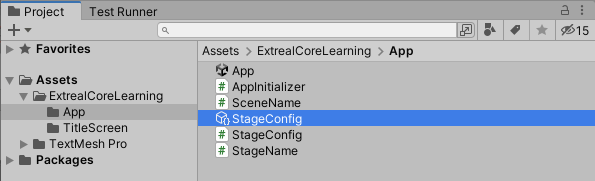 Project Test Runner
15
Favorites
Assets
ExtrealCoreLearning
App
TitleScreen
TextMesh Pro
Packages
Assets ExtrealCoreLearning App
App
AppInitializer
SceneName
StageConfig
StageConfig
StageName